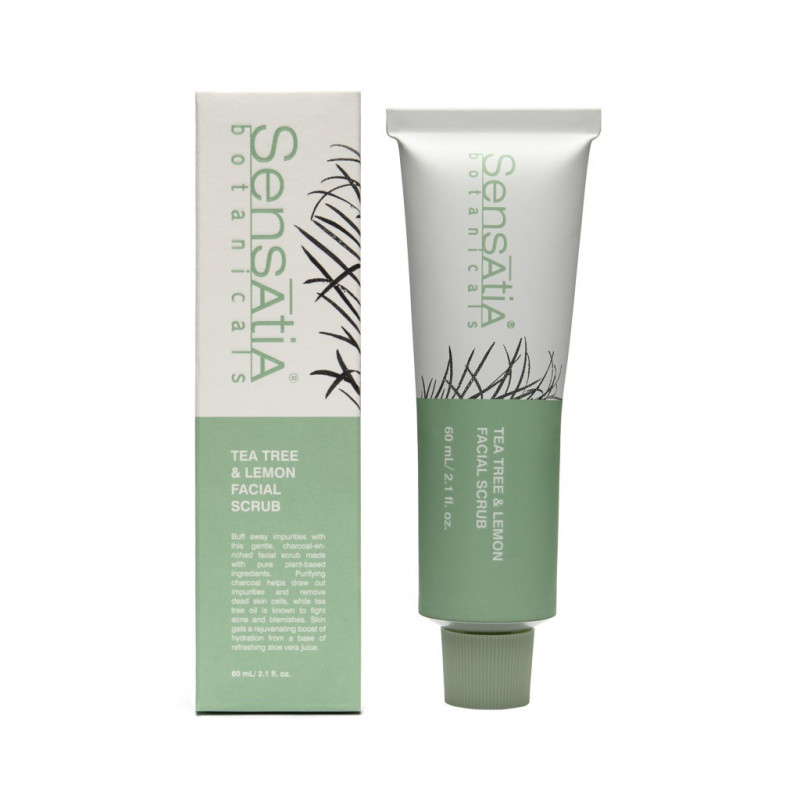 SensAtiA®
botanicals
TEA TREE
& LEMON
FACIAL
SCRUB
Buff away impurities with
this gentle, charcoal-en-
riched facial scrub made
with pure plant-based
ingredients. Purifying
charcoal helps draw out
impurities and remove
dead skin cells, while tea
tree oil is known to fight
acne and blemishes. Skin
gets a rejuvenating boost of
hydration from a base of
refreshing aloe vera juice.
60 mL/ 2.1 fl. oz.
SensAtiA®
botanicals
TEA TREE & LEMON
FACIAL SCRUB
60 mL/ 2.1 fl. oz.